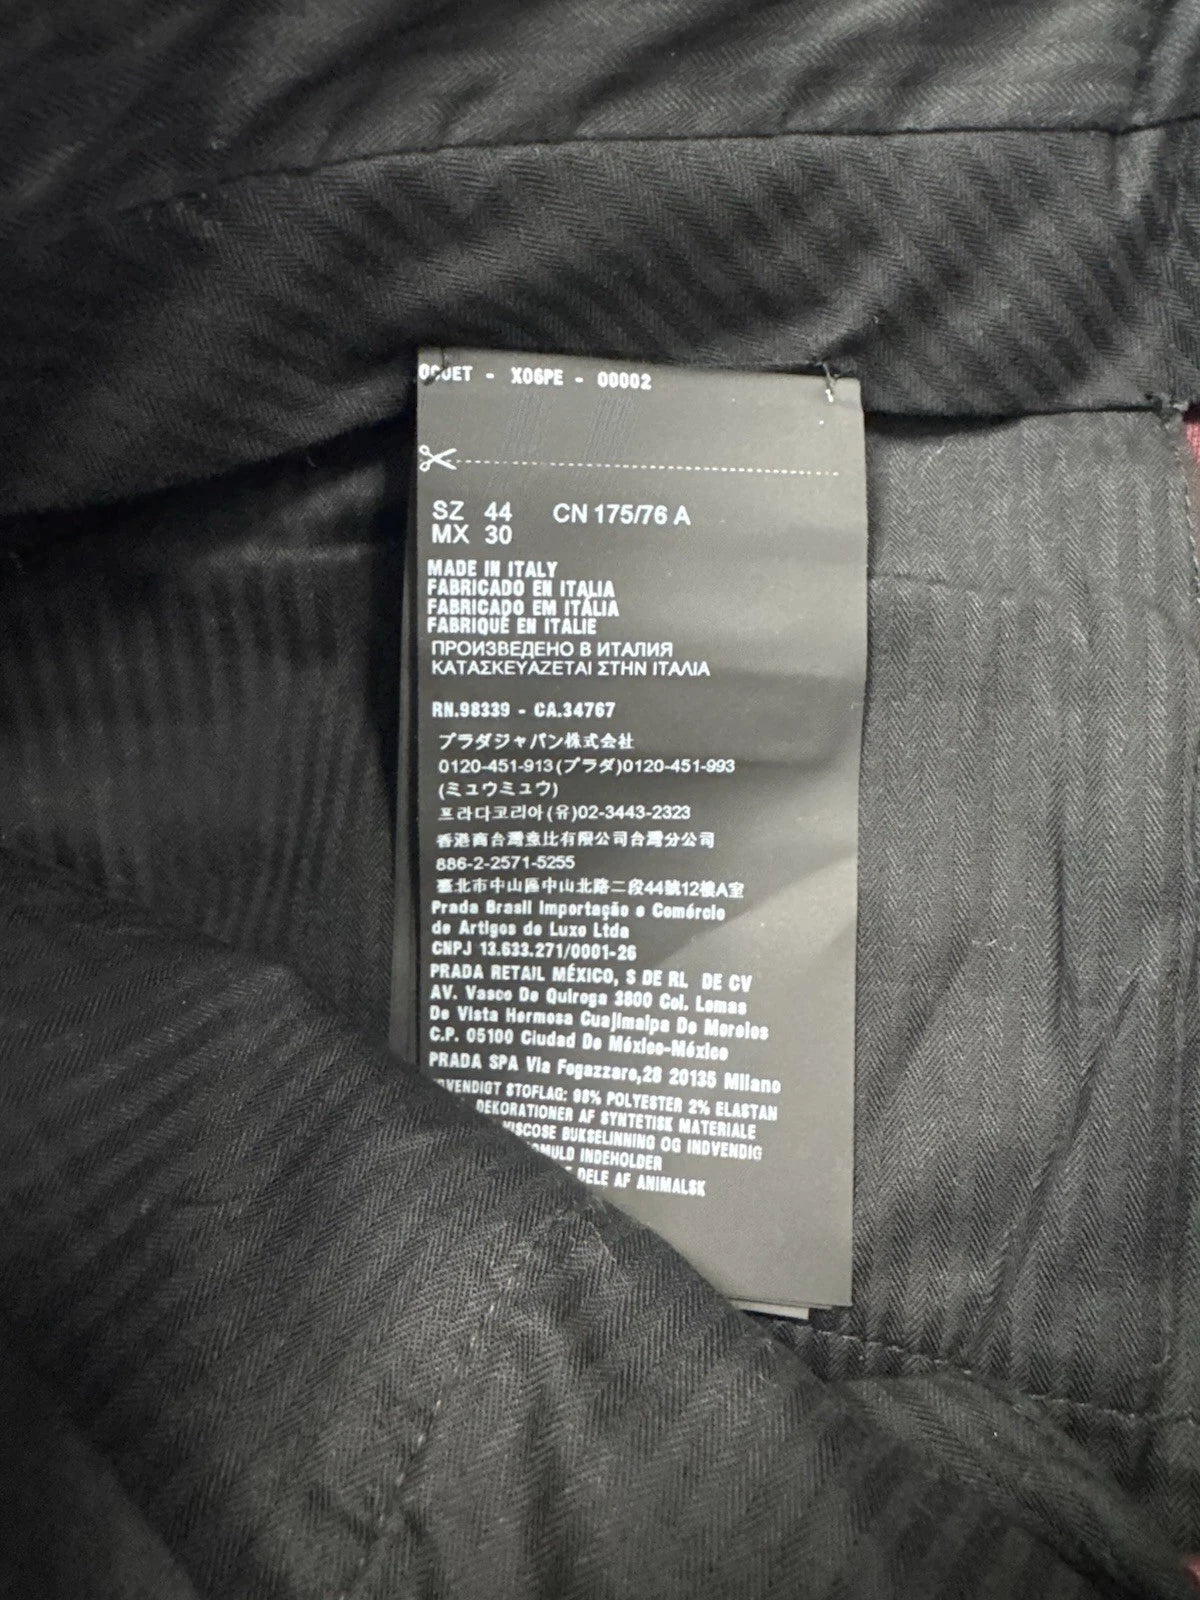 X06PE - 00002
SZ 44 CN 175/76 A
MX 30
MADE IN ITALY
FABRICADO EN ITALIA
FABRICADO EM ITÁLIA
FABRIQUÉ EN ITALIE
ПРОИЗВЕДЕНО В ИТАЛИЯ
ΚΑΤΑΣΚΕΥΑΖΕΤΑΙ ΣΤΗΝ ΙΤΑΛΙΑ
RN.98339 - CA.34767
プラダジャパン株式会社
0120-451-913(プラダ)0120-451-993
(ミュウミュウ)
프라다코리아(유)02-3443-2323
香港商台灣意比有限公司台灣分公司
886-2-2571-5255
臺北市中山區中山北路二段44號12樓A室
Prada Brasil Importação e Comércio
de Artigos de Luxo Ltda
CNPJ 13.633.271/0001-26
PRADA RETAIL MÉXICO, S DE RL DE CV
AV. Vasco De Quiroga 3800 Col. Lomas
De Vista Hermosa Cuajimalpa De Morelos
C.P. 05100 Ciudad De México-México
PRADA SPA Via Fogazzaro,28 20135 Milano
STOFLAG: 98% POLYESTER 2% ELASTAN
DEKORATIONER AF SYNTETISK MATERIALE
VISCOSE BUKSELINNING OG INDVENDIG
INDEHOLDER
DELE AF ANIMALSK